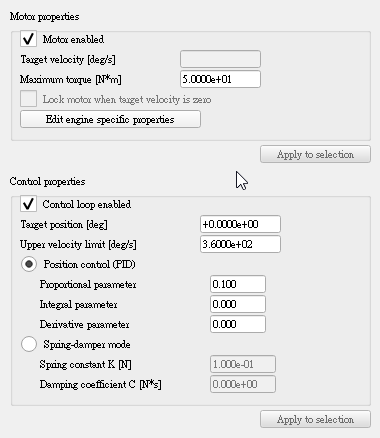 Motor properties
Motor enabled
Target velocity [deg/s]
Maximum torque [N*m] 5.0000e+01
Lock motor when target velocity is zero
Edit engine specific properties
Apply to selection
Control properties
Control loop enabled
Target position [deg] +0.0000e+00
Upper velocity limit [deg/s] 3.6000e+02
Position control (PID)
Proportional parameter 0.100
Integral parameter 0.000
Derivative parameter 0.000
Spring-damper mode
Spring constant K [N] 1.000e-01
Damping coefficient C [N*s] 0.000e+00
Apply to selection